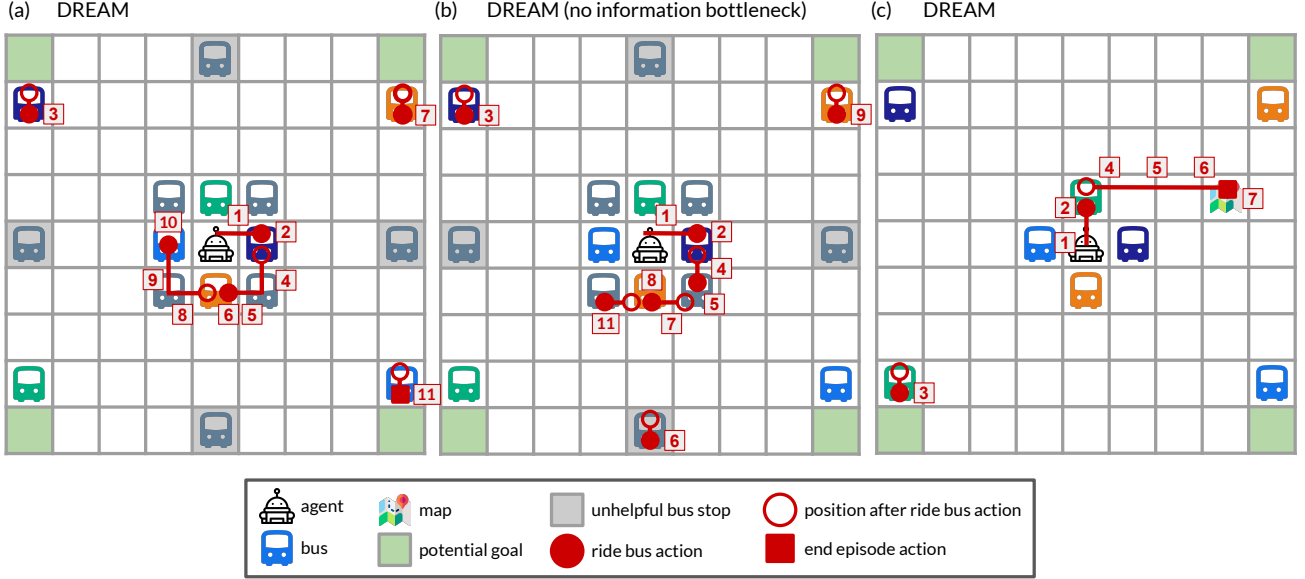 (a) DREAM
(b) DREAM (no information bottleneck)
(c) DREAM
3
7
1
2
10
9
4
8
6
5
11
3
9
1
2
4
8
5
11
7
6
4
5
6
7
2
1
3
agent
map
unhelpful bus stop
position after ride bus action
bus
potential goal
ride bus action
end episode action